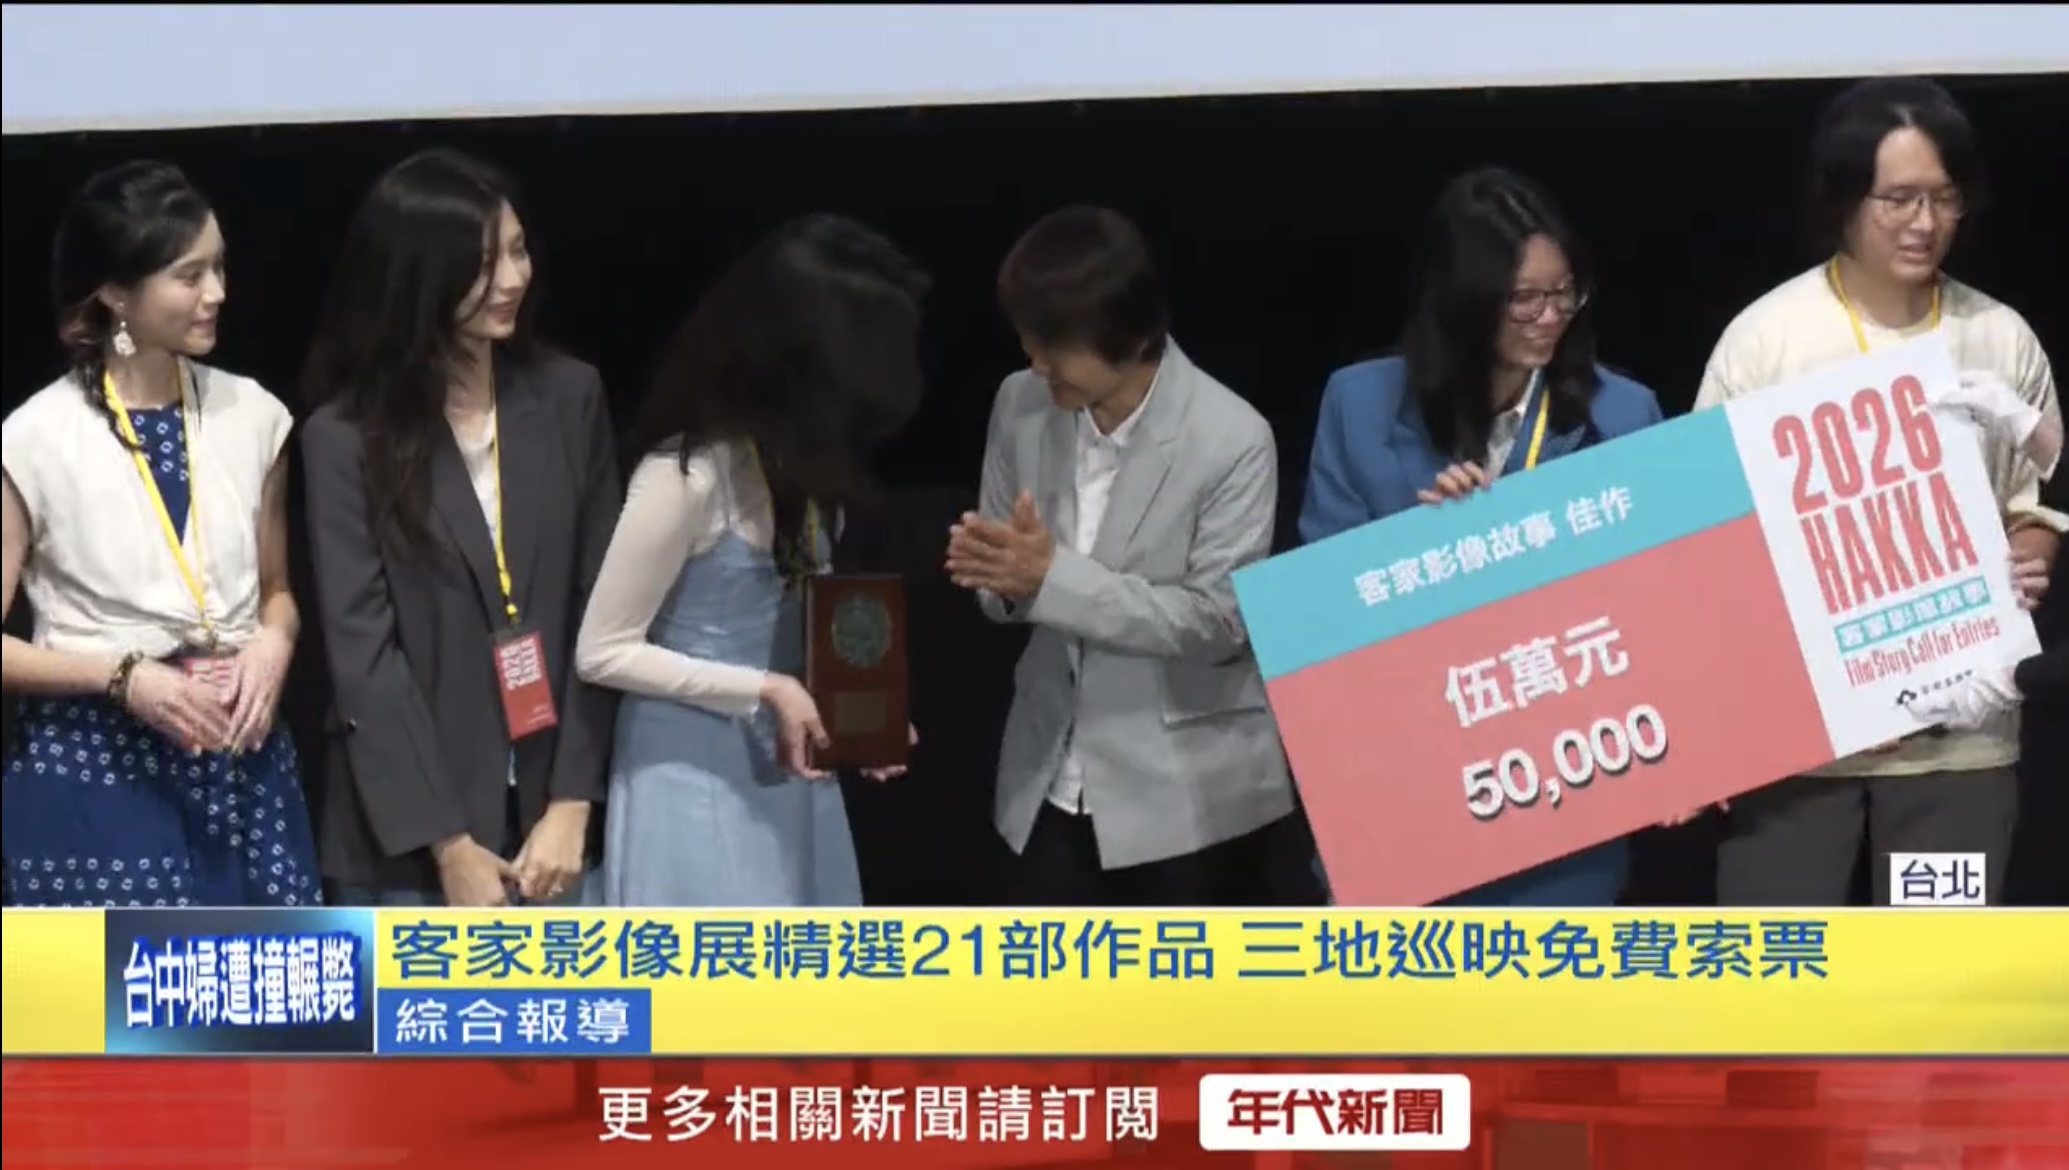 客家影像故事 佳作
伍萬元
50,000
2026
HAKKA
客家影像故事
Film Story Call for Entries
2026
HAKKA
台北
台中婦遭撞輾斃
客家影像展精選21部作品 三地巡映免費索票
綜合報導
更多相關新聞請訂閱 年代新聞